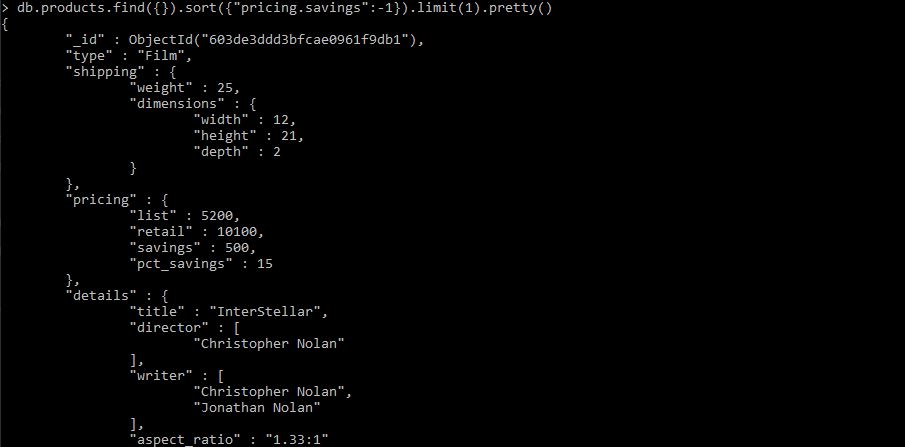 > db.products.find({}).sort({"pricing.savings":-1}).limit(1).pretty()
{
        "_id" : ObjectId("603de3ddd3bfcae0961f9db1"),
        "type" : "Film",
        "shipping" : {
                "weight" : 25,
                "dimensions" : {
                        "width" : 12,
                        "height" : 21,
                        "depth" : 2
                }
        },
        "pricing" : {
                "list" : 5200,
                "retail" : 10100,
                "savings" : 500,
                "pct_savings" : 15
        },
        "details" : {
                "title" : "InterStellar",
                "director" : [
                        "Christopher Nolan"
                ],
                "writer" : [
                        "Christopher Nolan",
                        "Jonathan Nolan"
                ],
                "aspect_ratio" : "1.33:1"